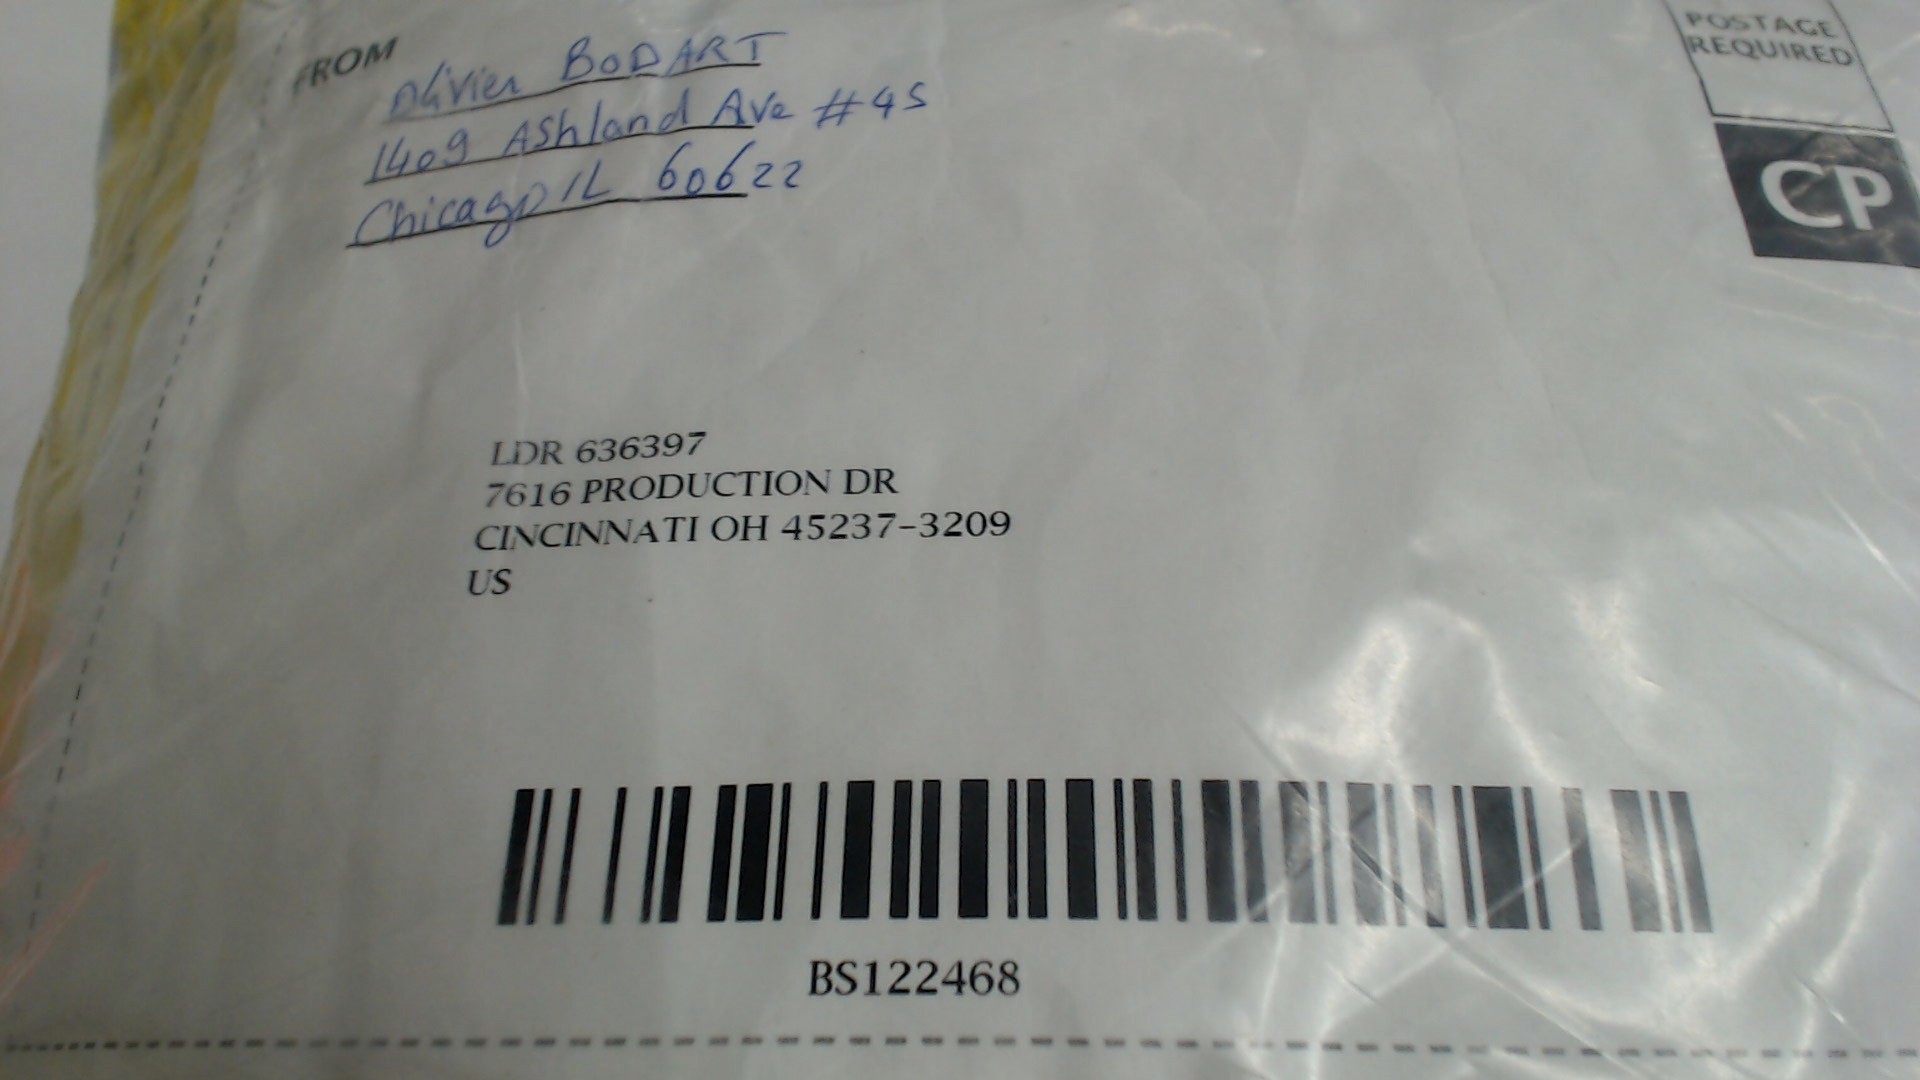 FROM
Olivier BODART
1409 Ashland Ave #4S
Chicago IL 60622
POSTAGE
REQUIRED
CP
LDR 636397
7616 PRODUCTION DR
CINCINNATI OH 45237-3209
US
BS122468